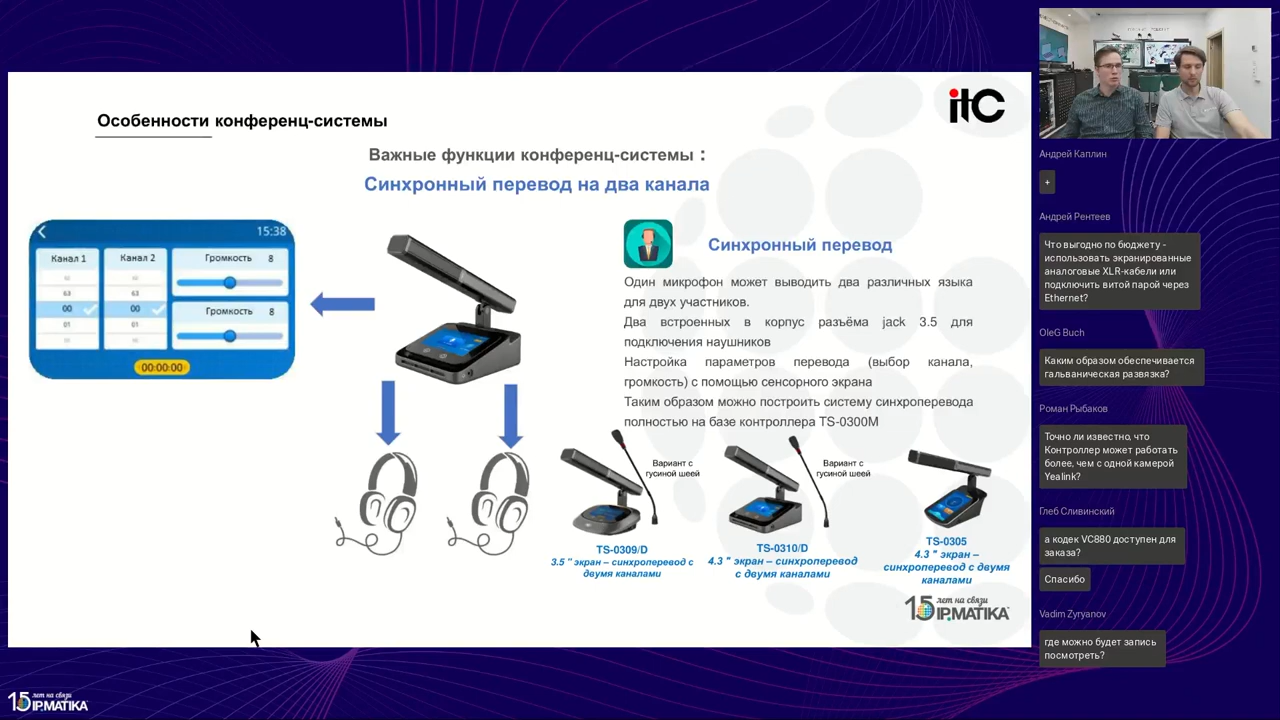 Особенности конференц-системы
itc
Важные функции конференц-системы :
Синхронный перевод на два канала
15:38
Канал 1
Канал 2
Громкость 8
62
62
63
63
00
00
Громкость 8
01
01
00:00:00
Синхронный перевод
Один микрофон может выводить два различных языка
для двух участников.
Два встроенных в корпус разъёма jack 3.5 для
подключения наушников
Настройка параметров перевода (выбор канала,
громкость) с помощью сенсорного экрана
Таким образом можно построить систему синхроперевода
полностью на базе контроллера TS-0300M
Вариант с
гусиной шеей
Вариант с
гусиной шеей
TS-0309/D
3.5 " экран – синхроперевод с
двумя каналами
TS-0310/D
4.3 " экран – синхроперевод
с двумя каналами
TS-0305
4.3 " экран –
синхроперевод с двумя
каналами
15 лет на связи
IPMATIKA
15 лет на связи
IPMATIKA
Андрей Каплин
+
Андрей Рентеев
Что выгодно по бюджету -
использовать экранированные
аналоговые XLR-кабели или
подключить витой парой через
Ethernet?
OleG Buch
Каким образом обеспечивается
гальваническая развязка?
Роман Рыбаков
Точно ли известно, что
Контроллер может работать
более, чем с одной камерой
Yealink?
Глеб Сливинский
а кодек VC880 доступен для
заказа?
Спасибо
Vadim Zyryanov
где можно будет запись
посмотреть?